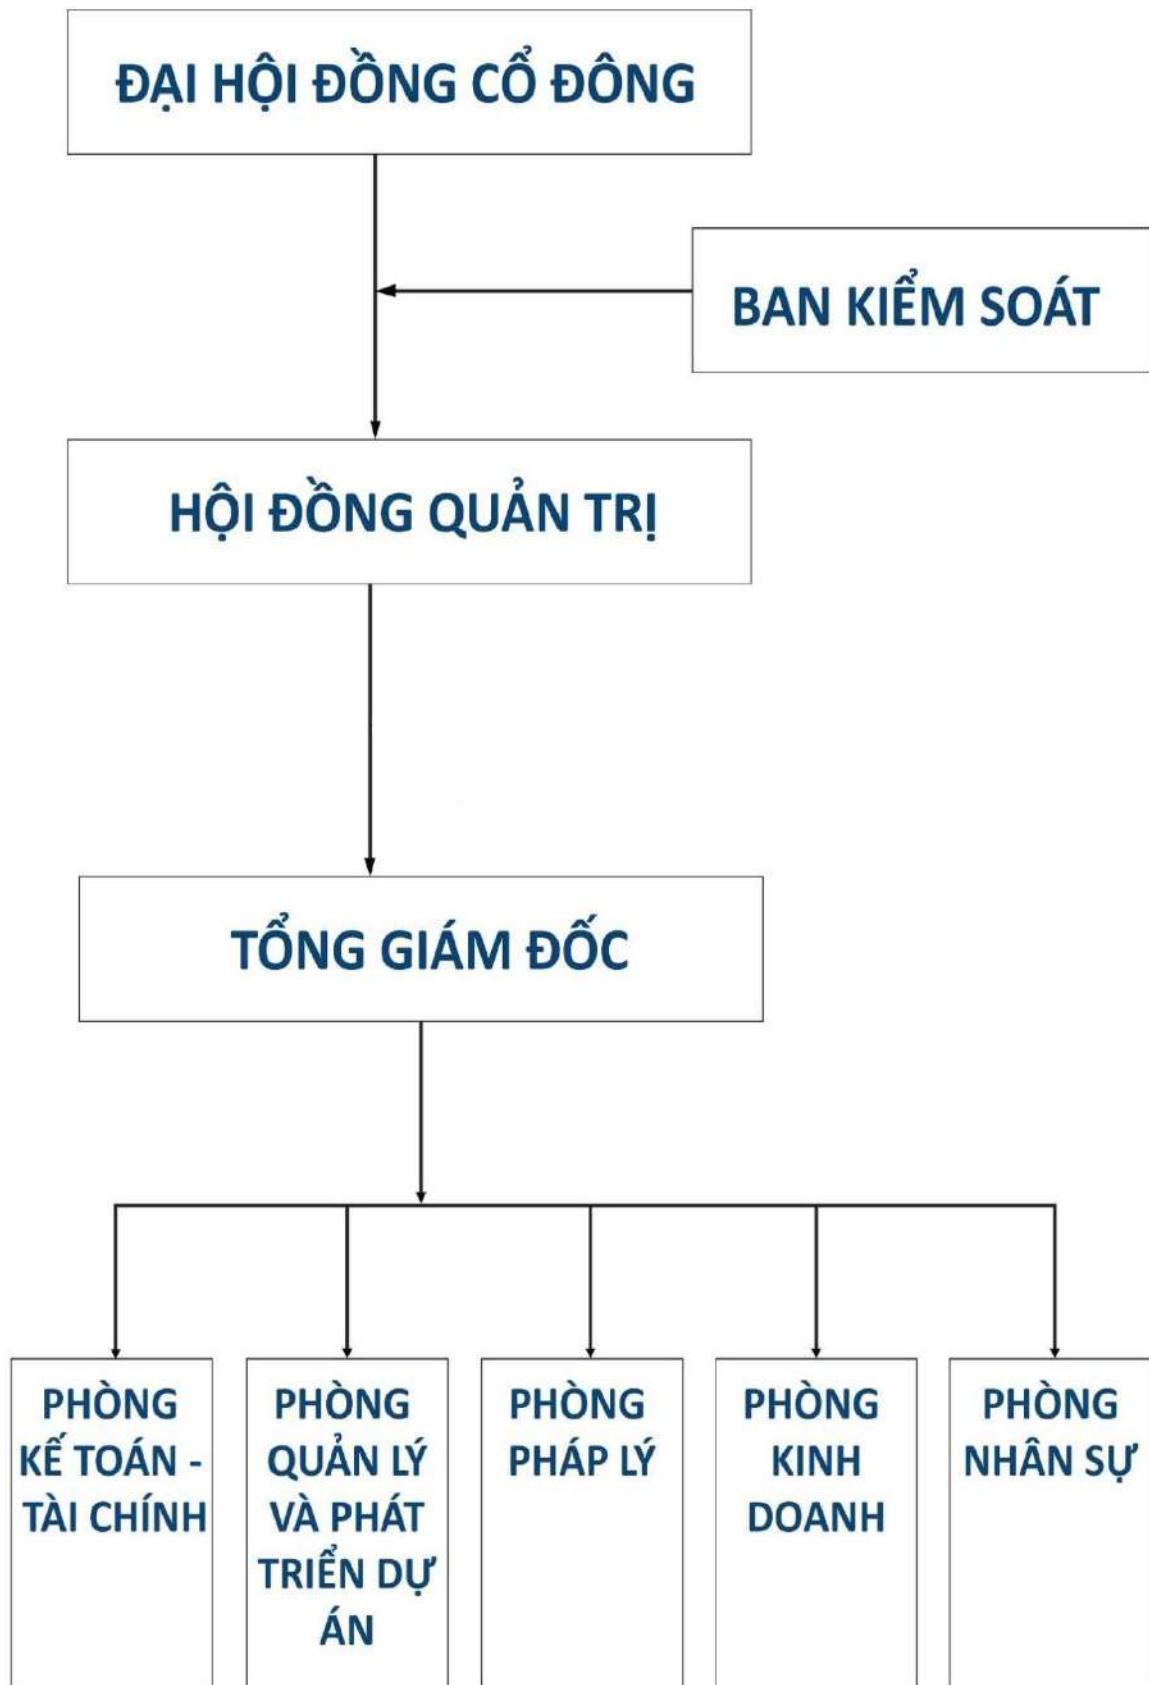 ĐẠI HỘI ĐỒNG CỔ ĐÔNG
BAN KIỂM SOÁT
HỘI ĐỒNG QUẢN TRỊ
TỔNG GIÁM ĐỐC
PHÒNG
KẾ TOÁN -
TÀI CHÍNH
PHÒNG
QUẢN LÝ
VÀ PHÁT
TRIỂN DỰ
ÁN
PHÒNG
PHÁP LÝ
PHÒNG
KINH
DOANH
PHÒNG
NHÂN SỰ